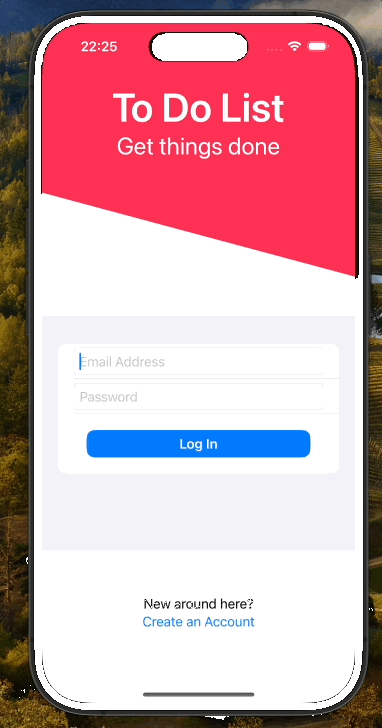 22:25
To Do List
Get things done
Email Address
Password
Log In
New around here?
Create an Account